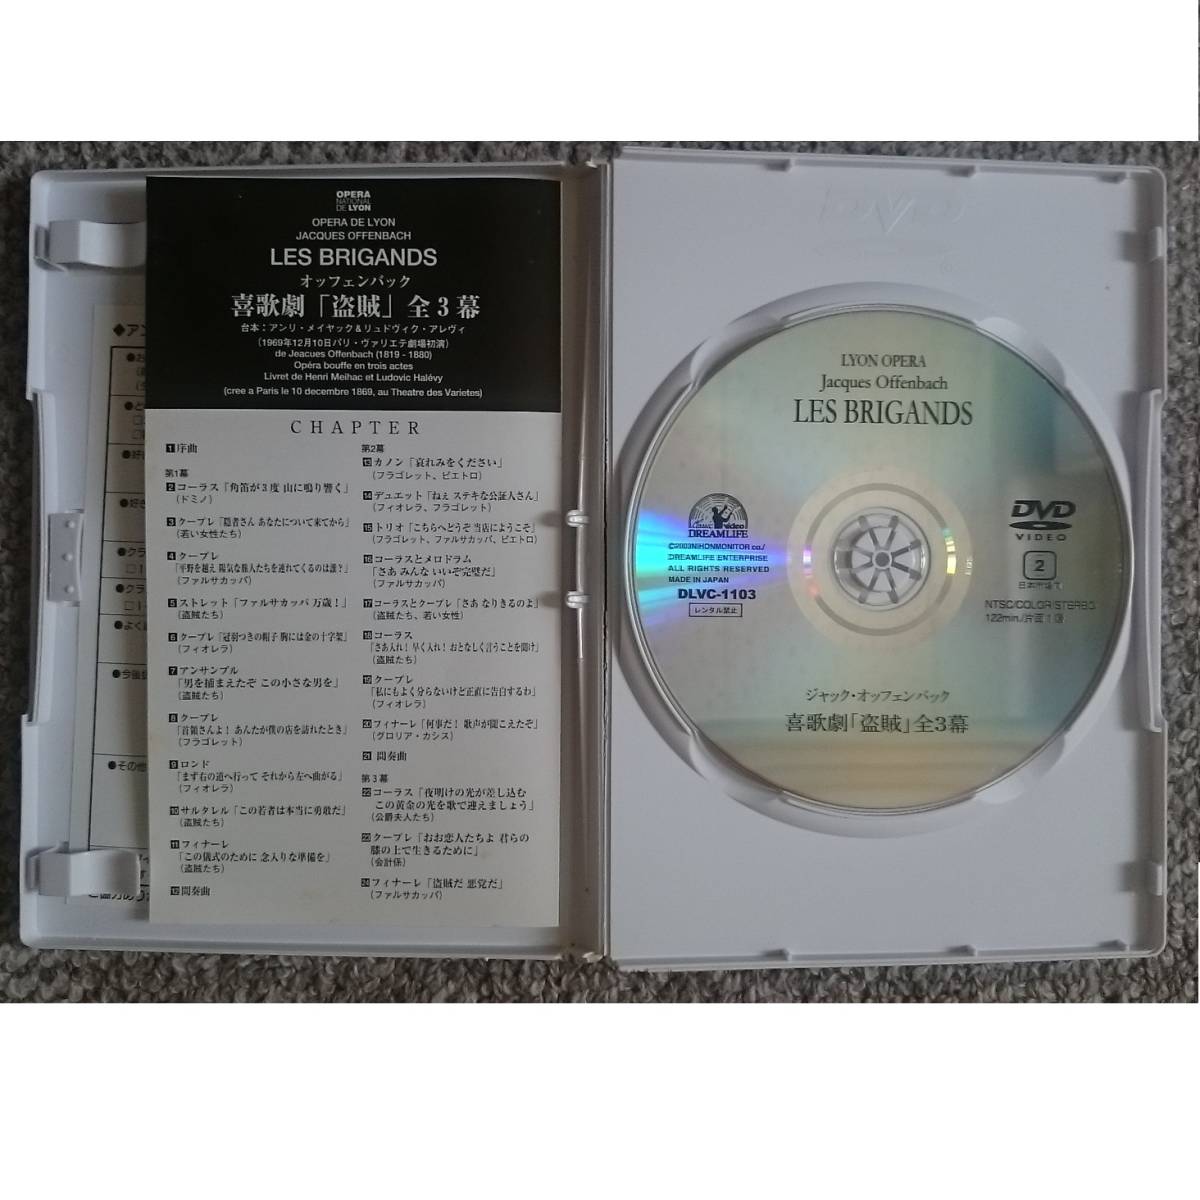 OPERA
NATIONAL
DE LYON
OPERA DE LYON
JACQUES OFFENBACH
LES BRIGANDS
オッフェンバック
喜歌劇「盗賊」全3幕
台本:アンリ・メイヤック&リュドヴィク・アレヴィ
(1969年12月10日パリ・ヴァリエテ劇場初演)
de Jeacues Offenbach (1819 - 1880)
Opéra bouffe en trois actes
Livret de Henri Meihac et Ludovic Halévy
(cree a Paris le 10 decembre 1869, au Theatre des Varietes)
CHAPTER
1 序曲
第1幕
2 コーラス「角笛が3度 山に鳴り響く」
(ドミノ)
3 クープレ「隠者さん あなたについて来てから」
(若い女性たち)
4 クープレ
「平野を越え 陽気な旅人たちを連れてくるのは誰?」
(ファルサカッパ)
5 ストレット「ファルサカッパ 万歳!」
(盗賊たち)
6 クープレ「冠羽つきの帽子 胸には金の十字架」
(フィオレラ)
7 アンサンブル
「男を捕まえたぞ この小さな男を」
(盗賊たち)
8 クープレ
「首領さんよ! あんたが僕の店を訪れたとき」
(フラゴレット)
9 ロンド
「まず右の道へ行って それから左へ曲がる」
(フィオレラ)
10 サルタレル「この若者は本当に勇敢だ」
(盗賊たち)
11 フィナーレ
「この儀式のために 念入りな準備を」
(盗賊たち)
12 間奏曲
第2幕
13 カノン「哀れみをください」
(フラゴレット、ピエトロ)
14 デュエット「ねぇ ステキな公証人さん」
(フィオレラ、フラゴレット)
15 トリオ「こちらへどうぞ 当店にようこそ」
(フラゴレット、ファルサカッパ、ピエトロ)
16 コーラスとメロドラム
「さあ みんな いいぞ完璧だ」
(ファルサカッパ)
17 コーラスとクープレ「さあ なりきるのよ」
(盗賊たち、若い女性)
18 コーラス
「さあ入れ! 早く入れ! おとなしく言うことを聞け」
(盗賊たち)
19 クープレ
「私にもよく分らないけど正直に告白するわ」
(フィオレラ)
20 フィナーレ「何事だ! 歌声が聞こえたぞ」
(グロリア・カシス)
21 間奏曲
第3幕
22 コーラス「夜明けの光が差し込む
この黄金の光を歌で迎えましょう」
(公爵夫人たち)
23 クープレ「おお恋人たちよ 君らの
膝の上で生きるために」
(会計係)
24 フィナーレ「盗賊だ 悪党だ」
(ファルサカッパ)
◆アン
DVD
LYON OPERA
Jacques Offenbach
LES BRIGANDS
Classic Video
DREAMLIFE
©2003NIHONMONITOR co./
DREAMLIFE ENTERPRISE
ALL RIGHTS RESERVED
MADE IN JAPAN
DLVC-1103
レンタル禁止
DVD
VIDEO
2
日本市場向
NTSC/COLOR/STEREO
122min./片面1層
ジャック・オッフェンバック
喜歌劇「盗賊」全3幕